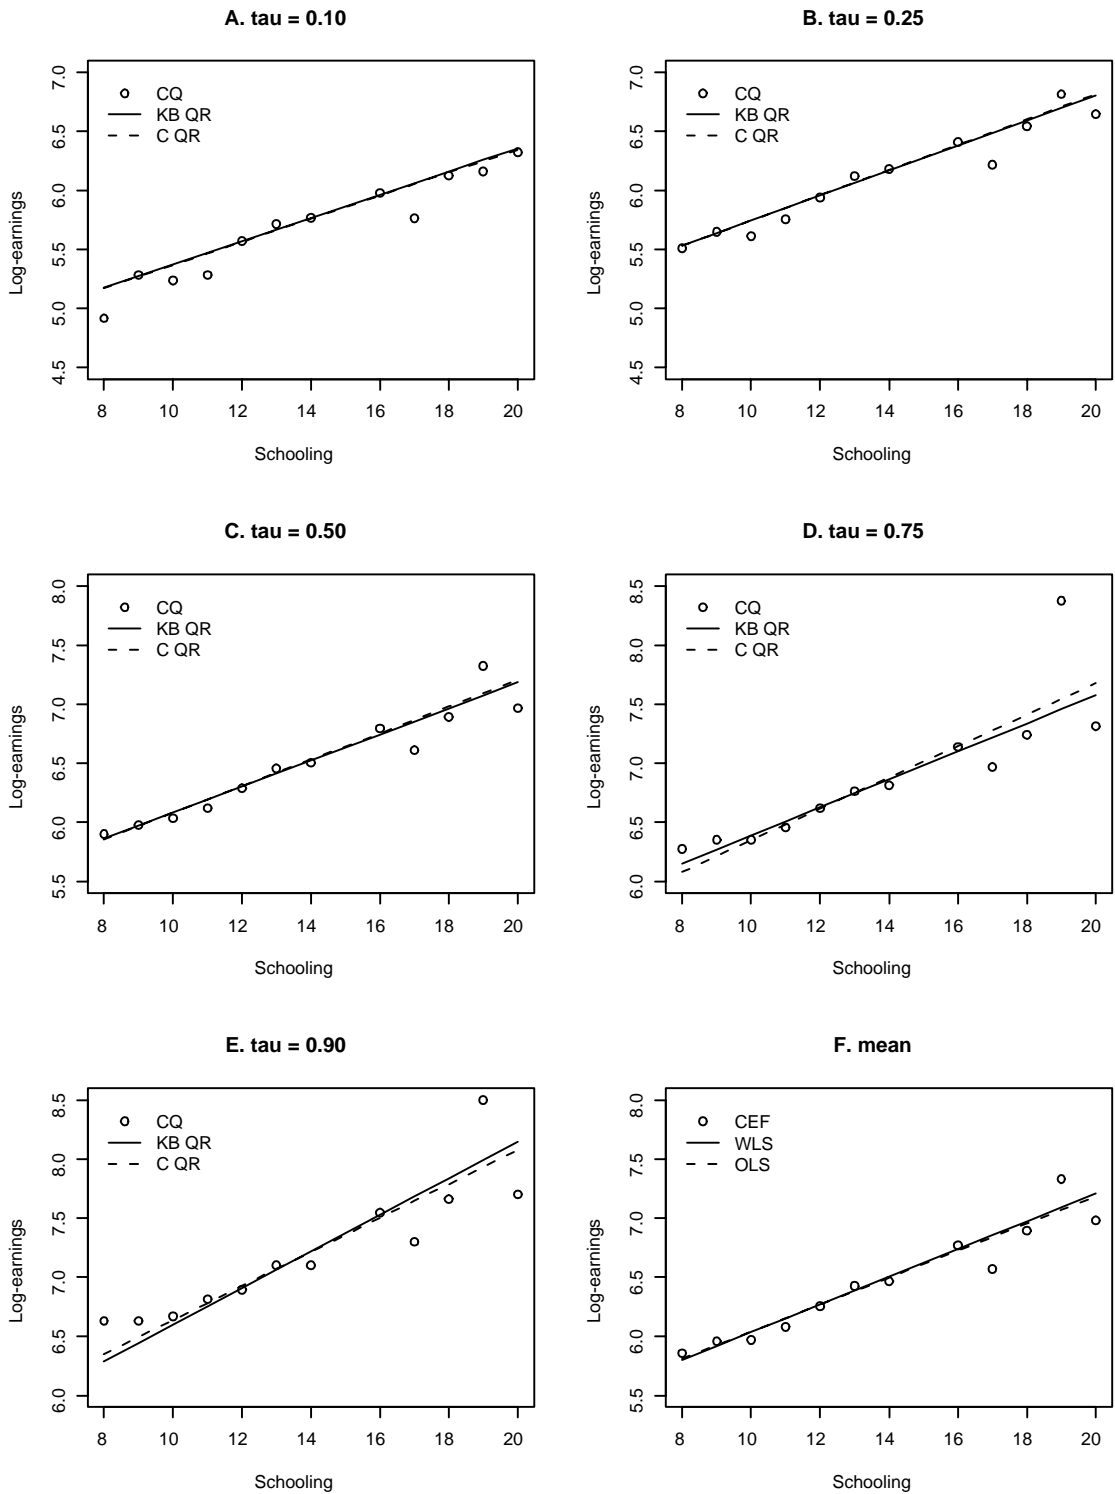 A. tau = 0.10
7.0
6.5
6.0
5.5
5.0
4.5
Log-earnings
CQ
KB QR
C QR
8 10 12 14 16 18 20
Schooling
B. tau = 0.25
7.0
6.5
6.0
5.5
5.0
4.5
Log-earnings
CQ
KB QR
C QR
8 10 12 14 16 18 20
Schooling
C. tau = 0.50
8.0
7.5
7.0
6.5
6.0
5.5
Log-earnings
CQ
KB QR
C QR
8 10 12 14 16 18 20
Schooling
D. tau = 0.75
8.5
8.0
7.5
7.0
6.5
6.0
Log-earnings
CQ
KB QR
C QR
8 10 12 14 16 18 20
Schooling
E. tau = 0.90
8.5
8.0
7.5
7.0
6.5
6.0
Log-earnings
CQ
KB QR
C QR
8 10 12 14 16 18 20
Schooling
F. mean
8.0
7.5
7.0
6.5
6.0
5.5
Log-earnings
CEF
WLS
OLS
8 10 12 14 16 18 20
Schooling